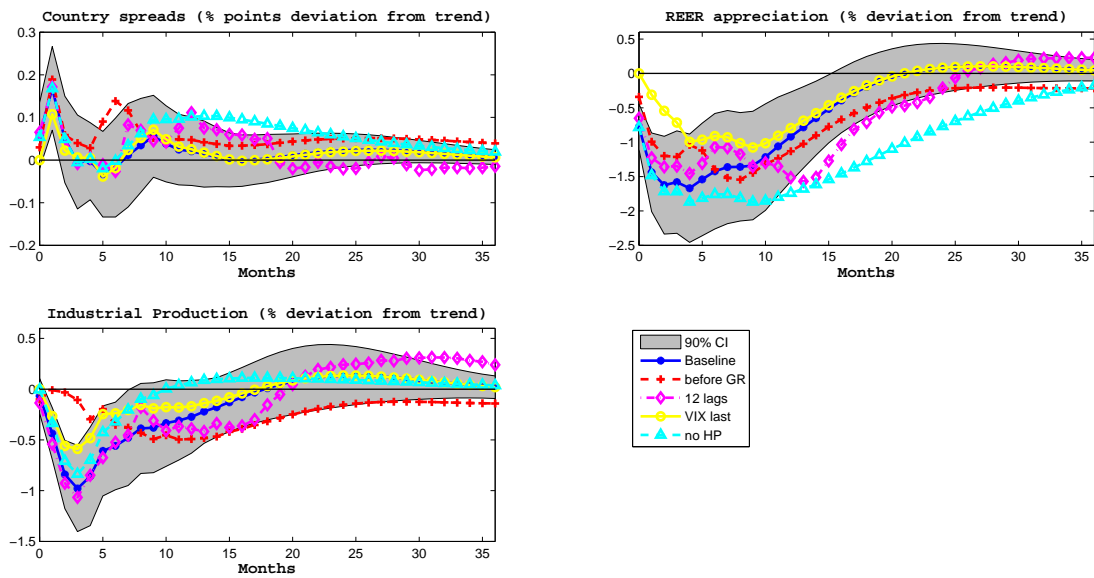 Country spreads (% points deviation from trend)
0.3
0.2
0.1
0
−0.1
−0.2
0 5 10 15 20 25 30 35
Months
REER appreciation (% deviation from trend)
0.5
0
−0.5
−1.0
−1.5
−2
−2.5
0 5 10 15 20 25 30 35
Months
Industrial Production (% deviation from trend)
0.5
0
−0.5
−1
−1.5
0 5 10 15 20 25 30 35
Months
90% CI
Baseline
before GR
12 lags
VIX last
no HP